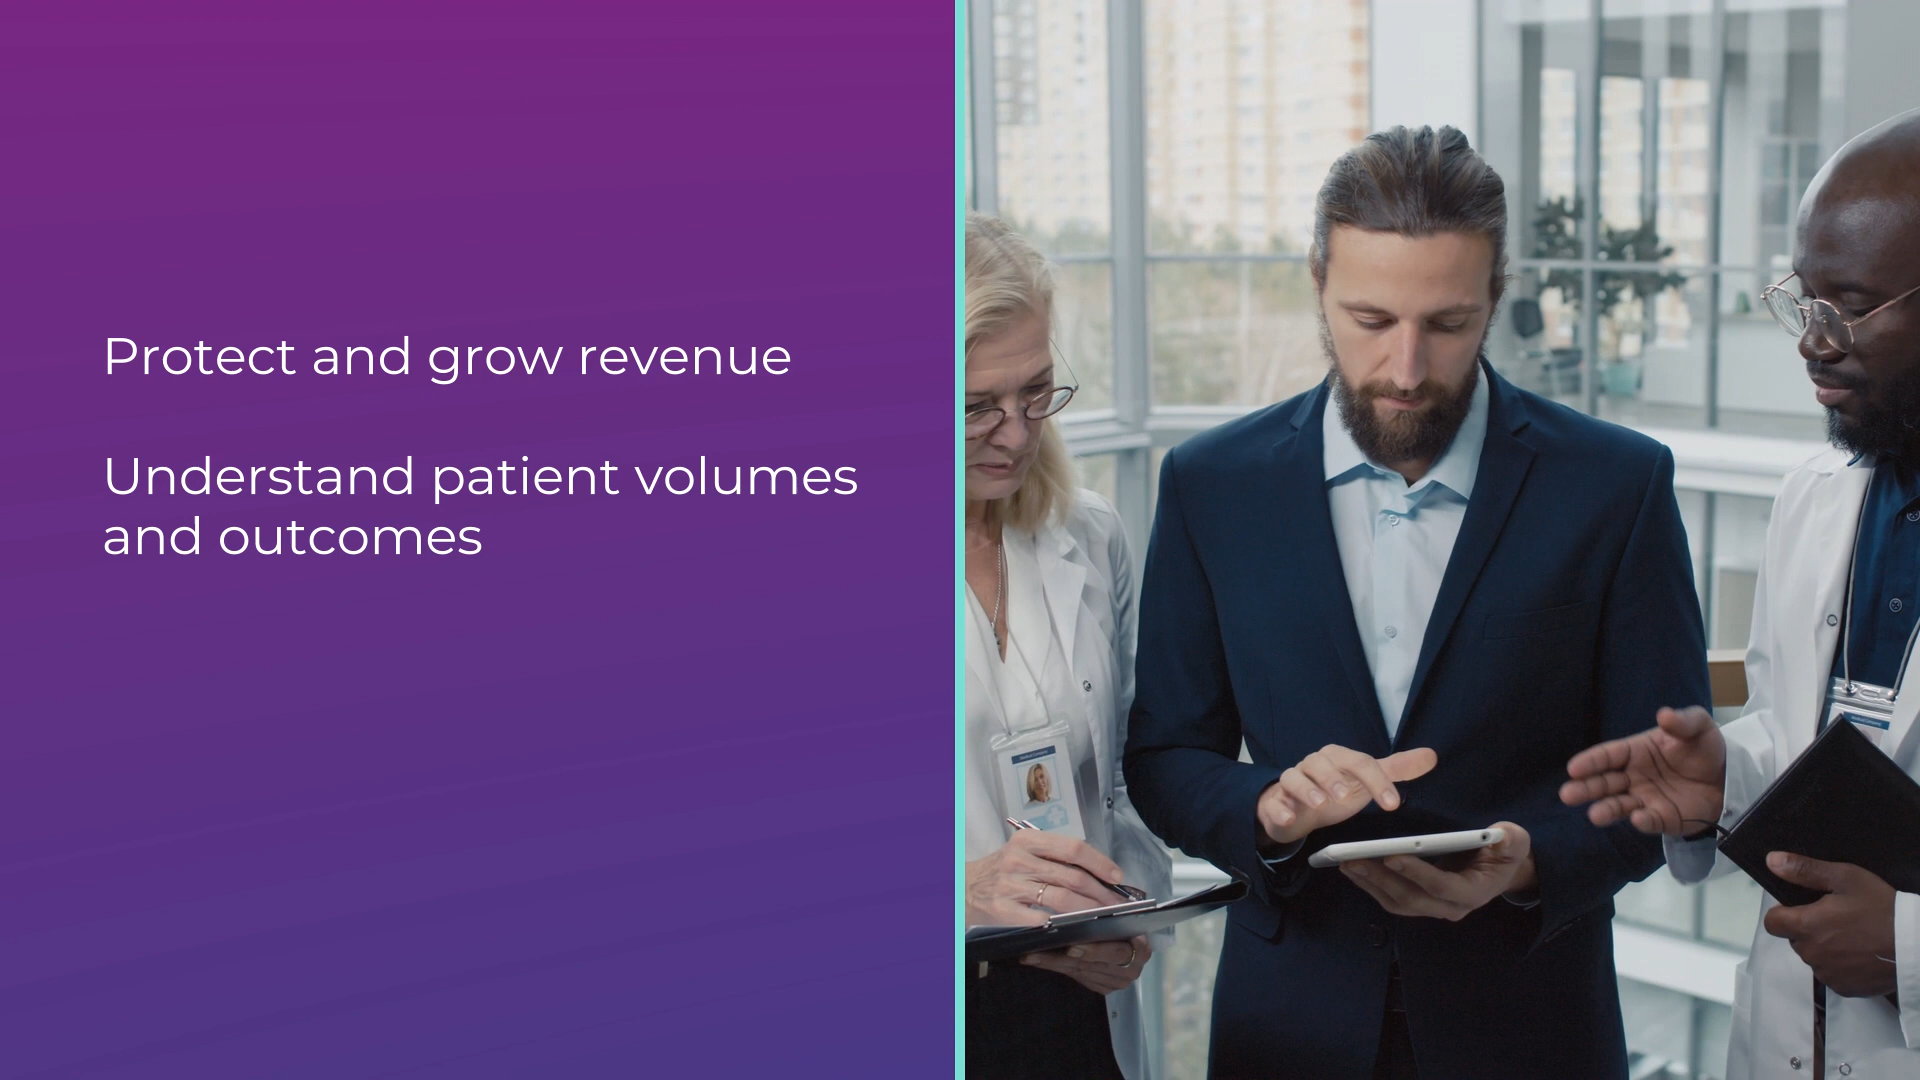 Protect and grow revenue
Understand patient volumes
and outcomes